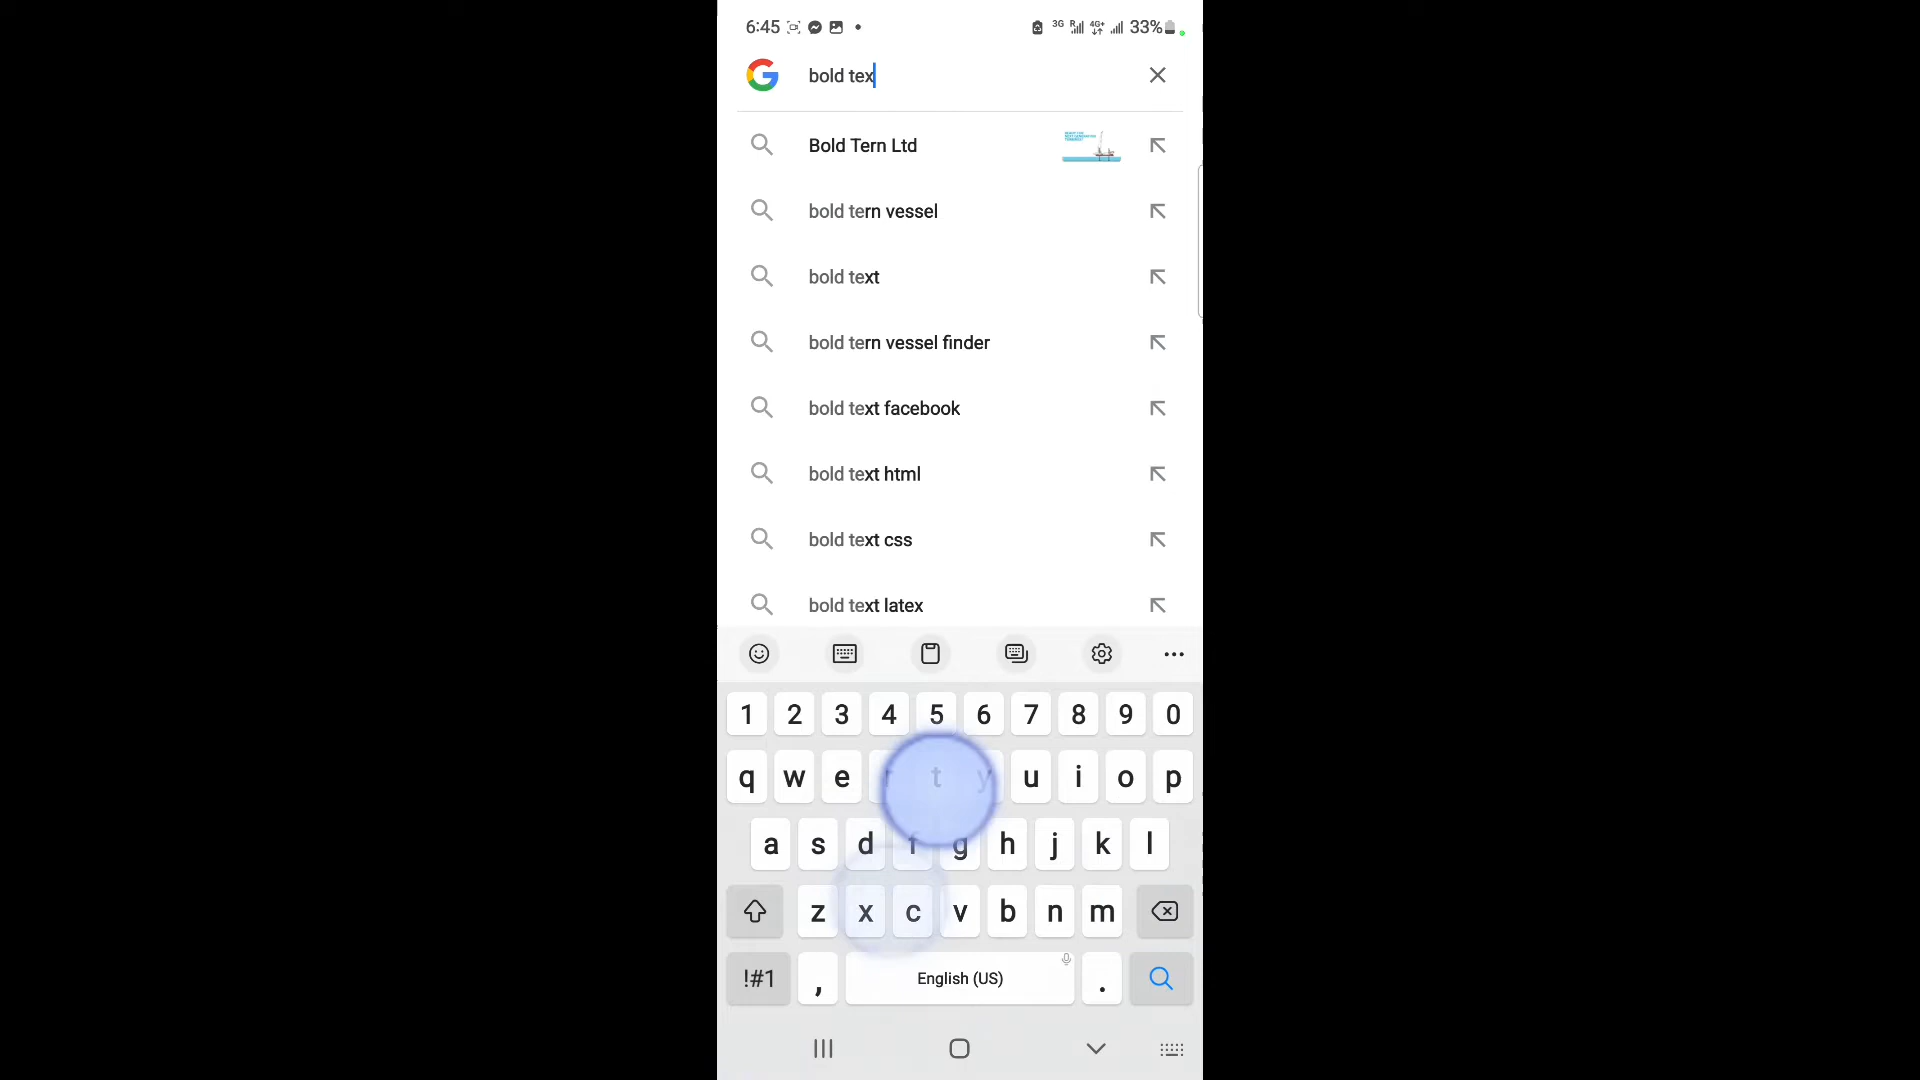 6:45 3G R 4G+ 33%
bold tex
Bold Tern Ltd
bold tern vessel
bold text
bold tern vessel finder
bold text facebook
bold text html
bold text css
bold text latex
1 2 3 4 5 6 7 8 9 0
q w e r t y u i o p
a s d f g h j k l
z x c v b n m
!#1 , English (US) .